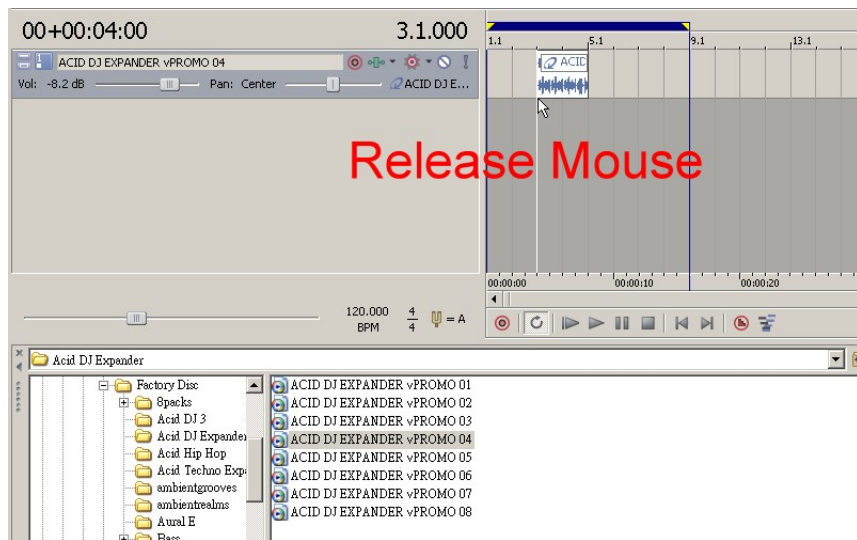 00+00:04:00 3.1.000
1.1 5.1 9.1 13.1
ACID DJ EXPANDER vPROMO 04
ACID
Vol: -8.2 dB Pan: Center ACID DJ E...
Release Mouse
00:00:00 00:00:10 00:00:20
120.000 4 = A
BPM 4
Acid DJ Expander
Factory Disc
8packs
Acid DJ 3
Acid DJ Expander
Acid Hip Hop
Acid Techno Exp
ambientgrooves
ambientrealms
Aural E
Bass
ACID DJ EXPANDER vPROMO 01
ACID DJ EXPANDER vPROMO 02
ACID DJ EXPANDER vPROMO 03
ACID DJ EXPANDER vPROMO 04
ACID DJ EXPANDER vPROMO 05
ACID DJ EXPANDER vPROMO 06
ACID DJ EXPANDER vPROMO 07
ACID DJ EXPANDER vPROMO 08